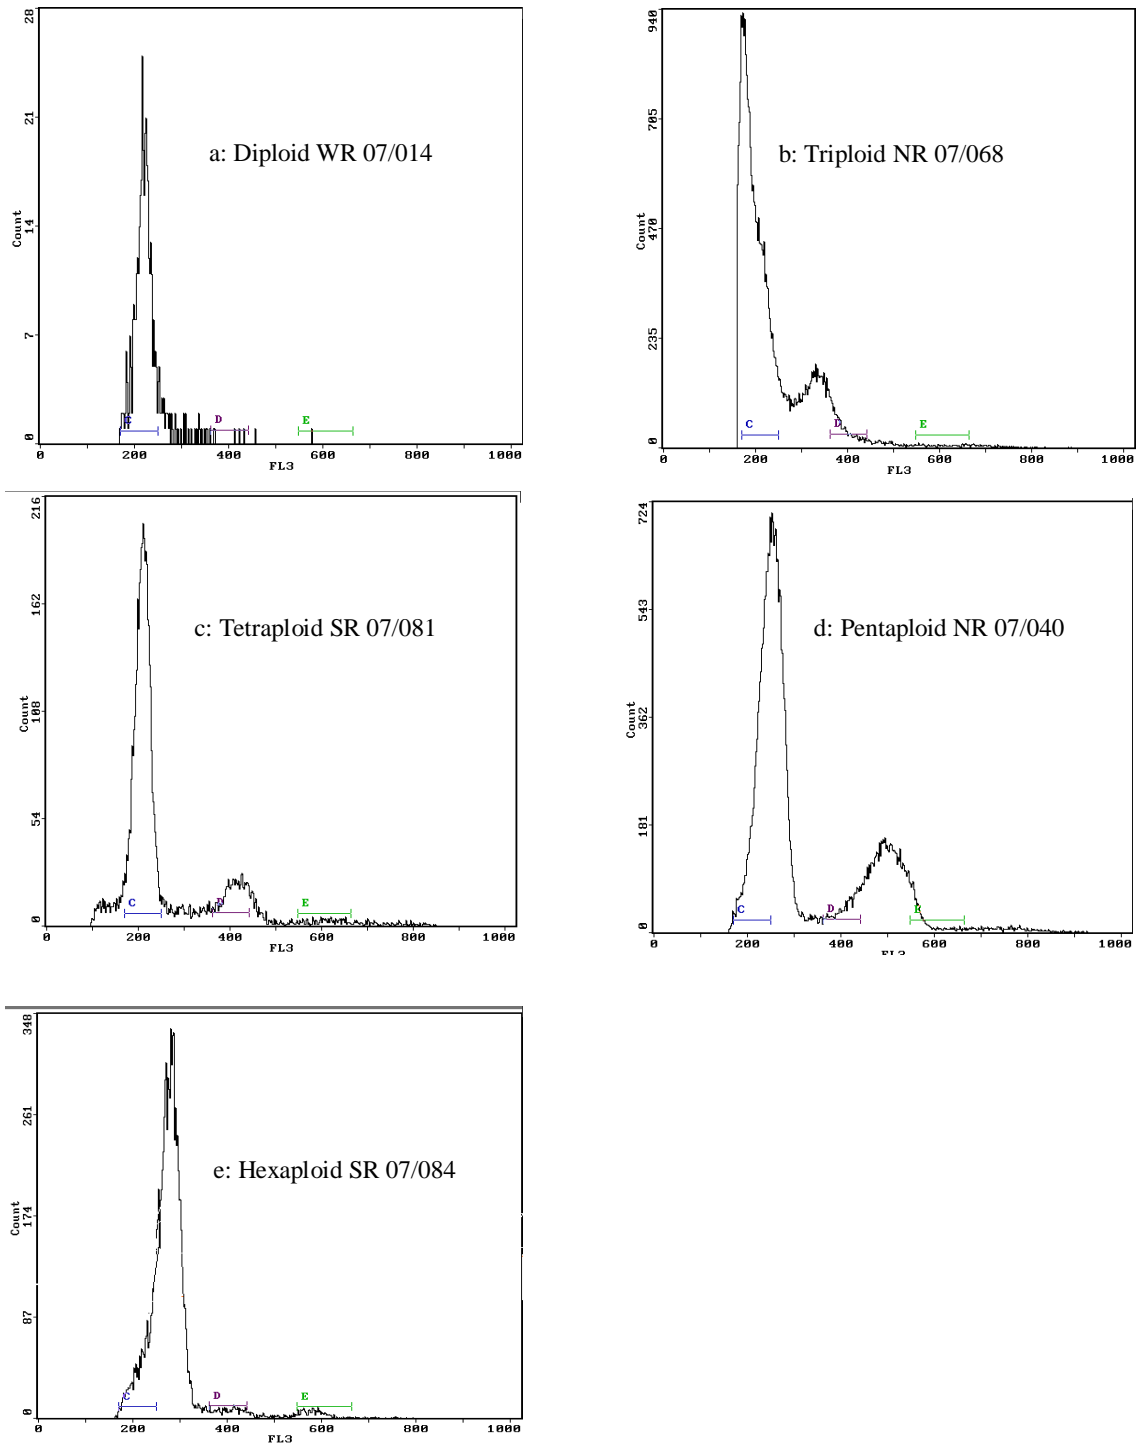 28
21
14
7
0
Count
a: Diploid WR 07/014
D
E
0
200
400
600
800
1000
FL3
940
705
470
235
0
Count
b: Triploid NR 07/068
C
D
E
0
200
400
600
800
1000
FL3
216
162
108
54
0
Count
c: Tetraploid SR 07/081
C
D
E
0
200
400
600
800
1000
FL3
724
543
362
181
0
Count
d: Pentaploid NR 07/040
C
D
E
0
200
400
600
800
1000
FL3
348
261
174
87
0
Count
e: Hexaploid SR 07/084
C
D
E
0
200
400
600
800
1000
FL3